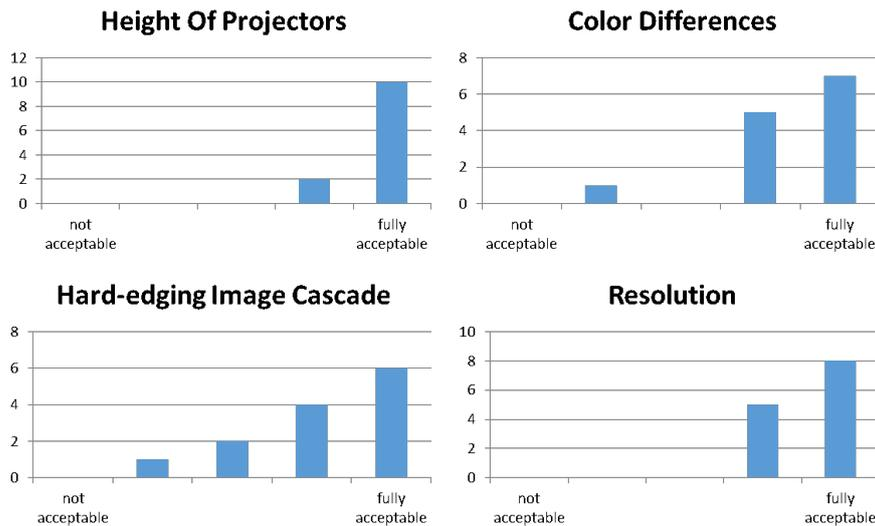 Height Of Projectors
12
10
8
6
4
2
0
not
acceptable
fully
acceptable
Color Differences
8
6
4
2
0
not
acceptable
fully
acceptable
Hard-edging Image Cascade
8
6
4
2
0
not
acceptable
fully
acceptable
Resolution
10
8
6
4
2
0
not
acceptable
fully
acceptable